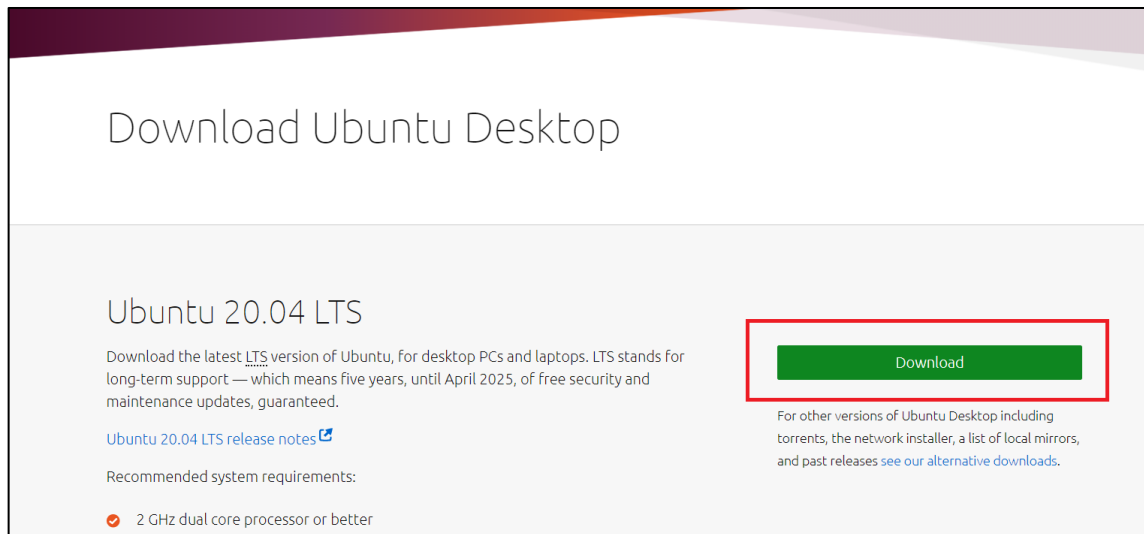 Download Ubuntu Desktop
Ubuntu 20.04 LTS
Download the latest LTS version of Ubuntu, for desktop PCs and laptops. LTS stands for
long-term support — which means five years, until April 2025, of free security and
maintenance updates, guaranteed.
Ubuntu 20.04 LTS release notes
Recommended system requirements:
2 GHz dual core processor or better
Download
For other versions of Ubuntu Desktop including
torrents, the network installer, a list of local mirrors,
and past releases see our alternative downloads.